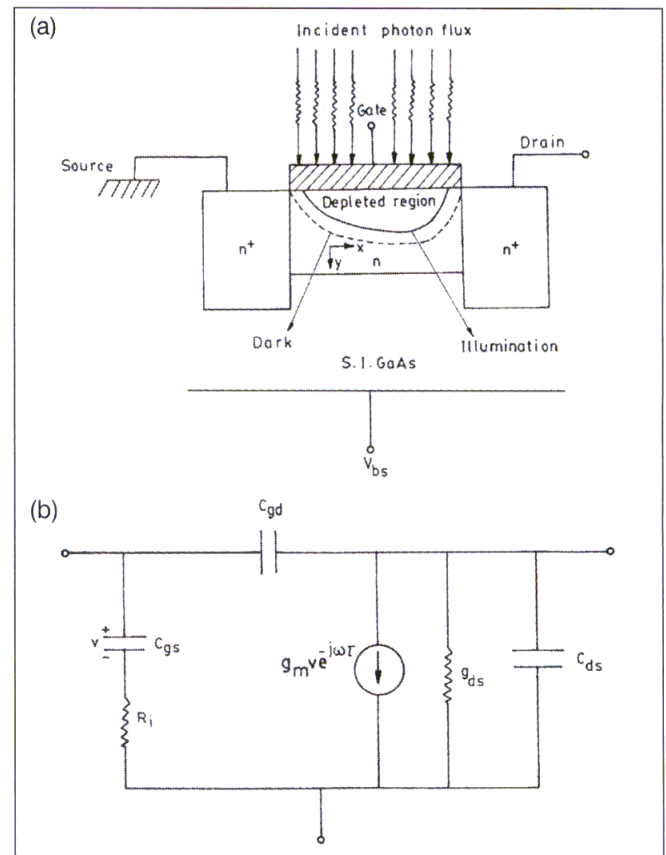 (a)
Incident photon flux
Gate
Source
Drain
Depleted region
n+
x
y
n
n+
Dark
Illumination
S.I.GaAs
Vbs
(b)
Cgd
+
v
-
Cgs
Ri
gmve-jωτ
gds
Cds